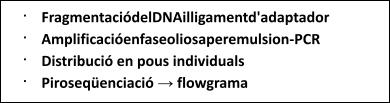 · FragmentaciódelDNAilligamentd'adaptador
· Amplificacióenfaseoliosaperemulsion-PCR
· Distribució en pous individuals
· Piroseqüenciació → flowgrama